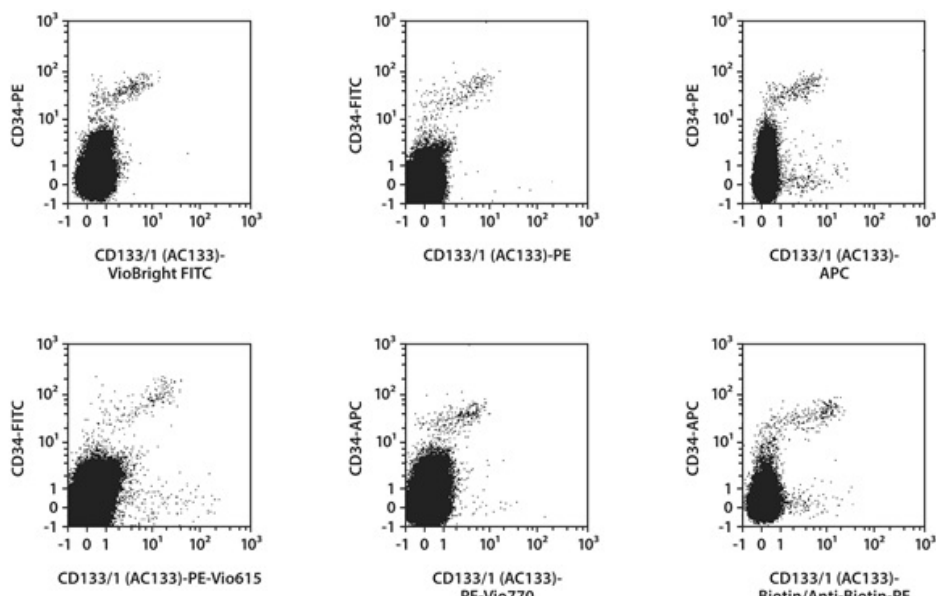 10³ 10³ 10³
10² 10² 10²
10¹ 10¹ 10¹
1 1 1
0 0 0
-1 -1 -1
CD34-PE CD34-FITC CD34-PE
-1 0 1 10¹ 10² 10³ -1 0 1 10¹ 10² 10³ -1 0 1 10¹ 10² 10³
CD133/1 (AC133)- CD133/1 (AC133)-PE CD133/1 (AC133)-
VioBright FITC APC
10³ 10³ 10³
10² 10² 10²
10¹ 10¹ 10¹
1 1 1
0 0 0
-1 -1 -1
CD34-FITC CD34-APC CD34-APC
-1 0 1 10¹ 10² 10³ -1 0 1 10¹ 10² 10³ -1 0 1 10¹ 10² 10³
CD133/1 (AC133)-PE-Vio615 CD133/1 (AC133)- CD133/1 (AC133)-
PE-Vio770 Biotin/Anti-Biotin-PE